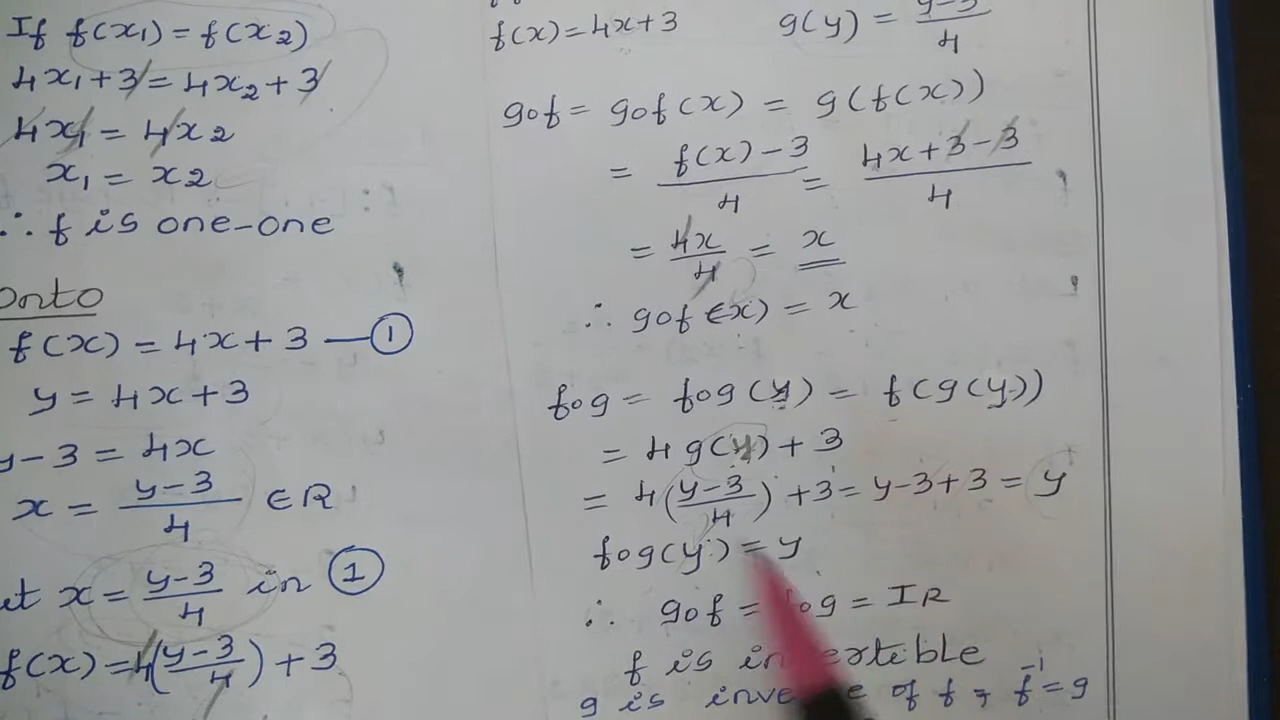 If f(x₁) = f(x₂)
4x₁ + 3 = 4x₂ + 3
4x₁ = 4x₂
x₁ = x₂
∴ f is one-one
Onto
f(x) = 4x + 3 — ①
y = 4x + 3
y - 3 = 4x
x = (y-3)/4 ∈ R
x = (y-3)/4 in ①
f(x) = 4((y-3)/4) + 3
f(x) = 4x+3 g(y) = (y-3)/4
gof = gof(x) = g(f(x))
= (f(x) - 3)/4 = (4x + 3 - 3)/4
= 4x/4 = x
∴ gof(x) = x
fog = fog(y) = f(g(y))
= 4g(y) + 3
= 4((y-3)/4) + 3 = y-3+3 = y
fog(y) = y
∴ gof = fog = IR
f is invertible
g is inverse of f, f⁻¹ = g